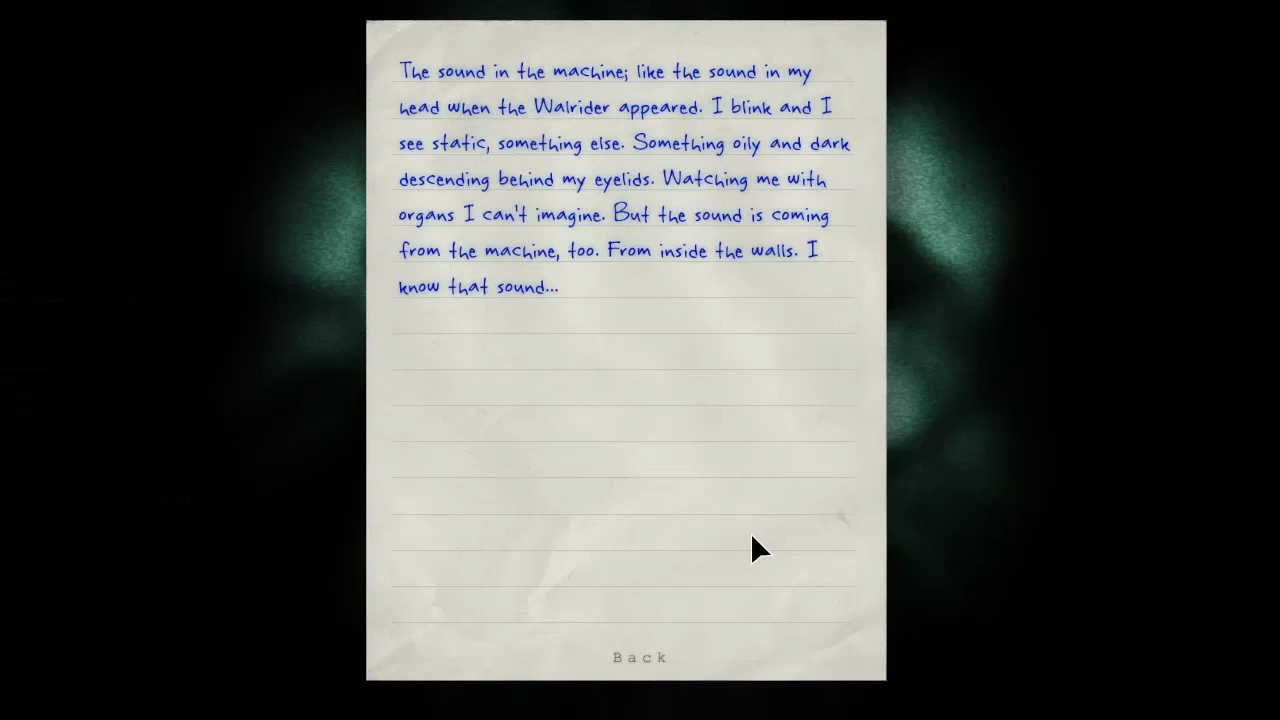 The sound in the machine; like the sound in my
head when the Walrider appeared. I blink and I
see static, something else. Something oily and dark
descending behind my eyelids. Watching me with
organs I can't imagine. But the sound is coming
from the machine, too. From inside the walls. I
know that sound...
Back